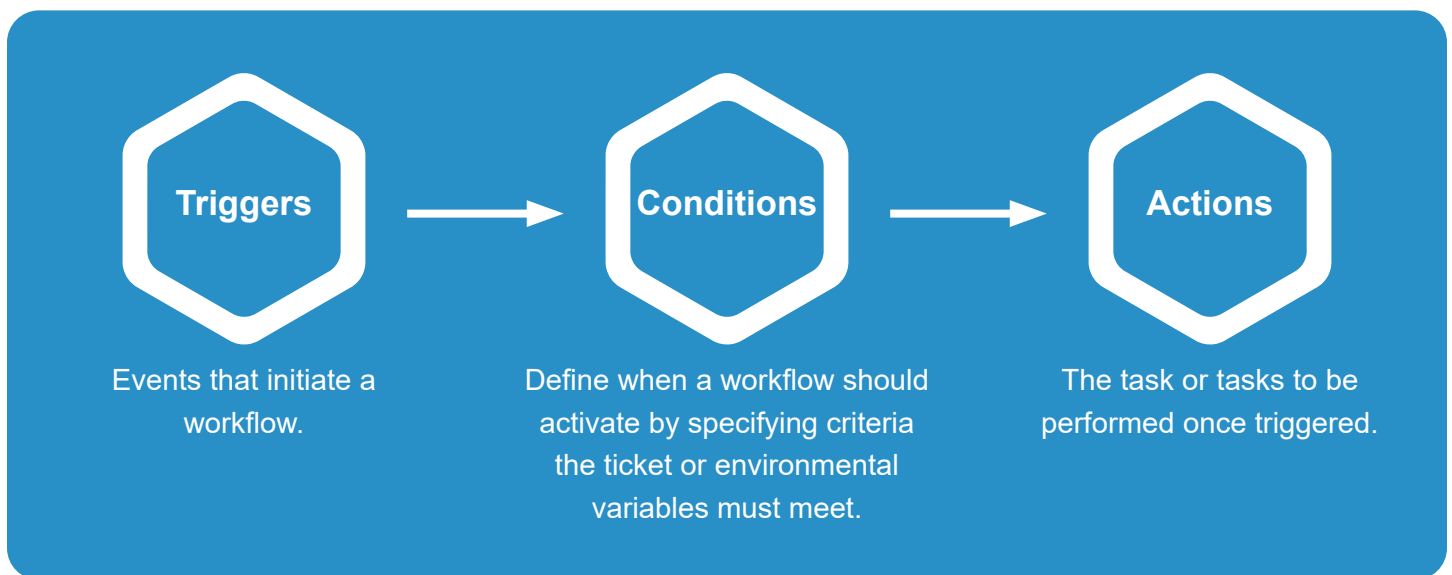 Triggers
Conditions
Actions
Events that initiate a
workflow.
Define when a workflow should
activate by specifying criteria
the ticket or environmental
variables must meet.
The task or tasks to be
performed once triggered.